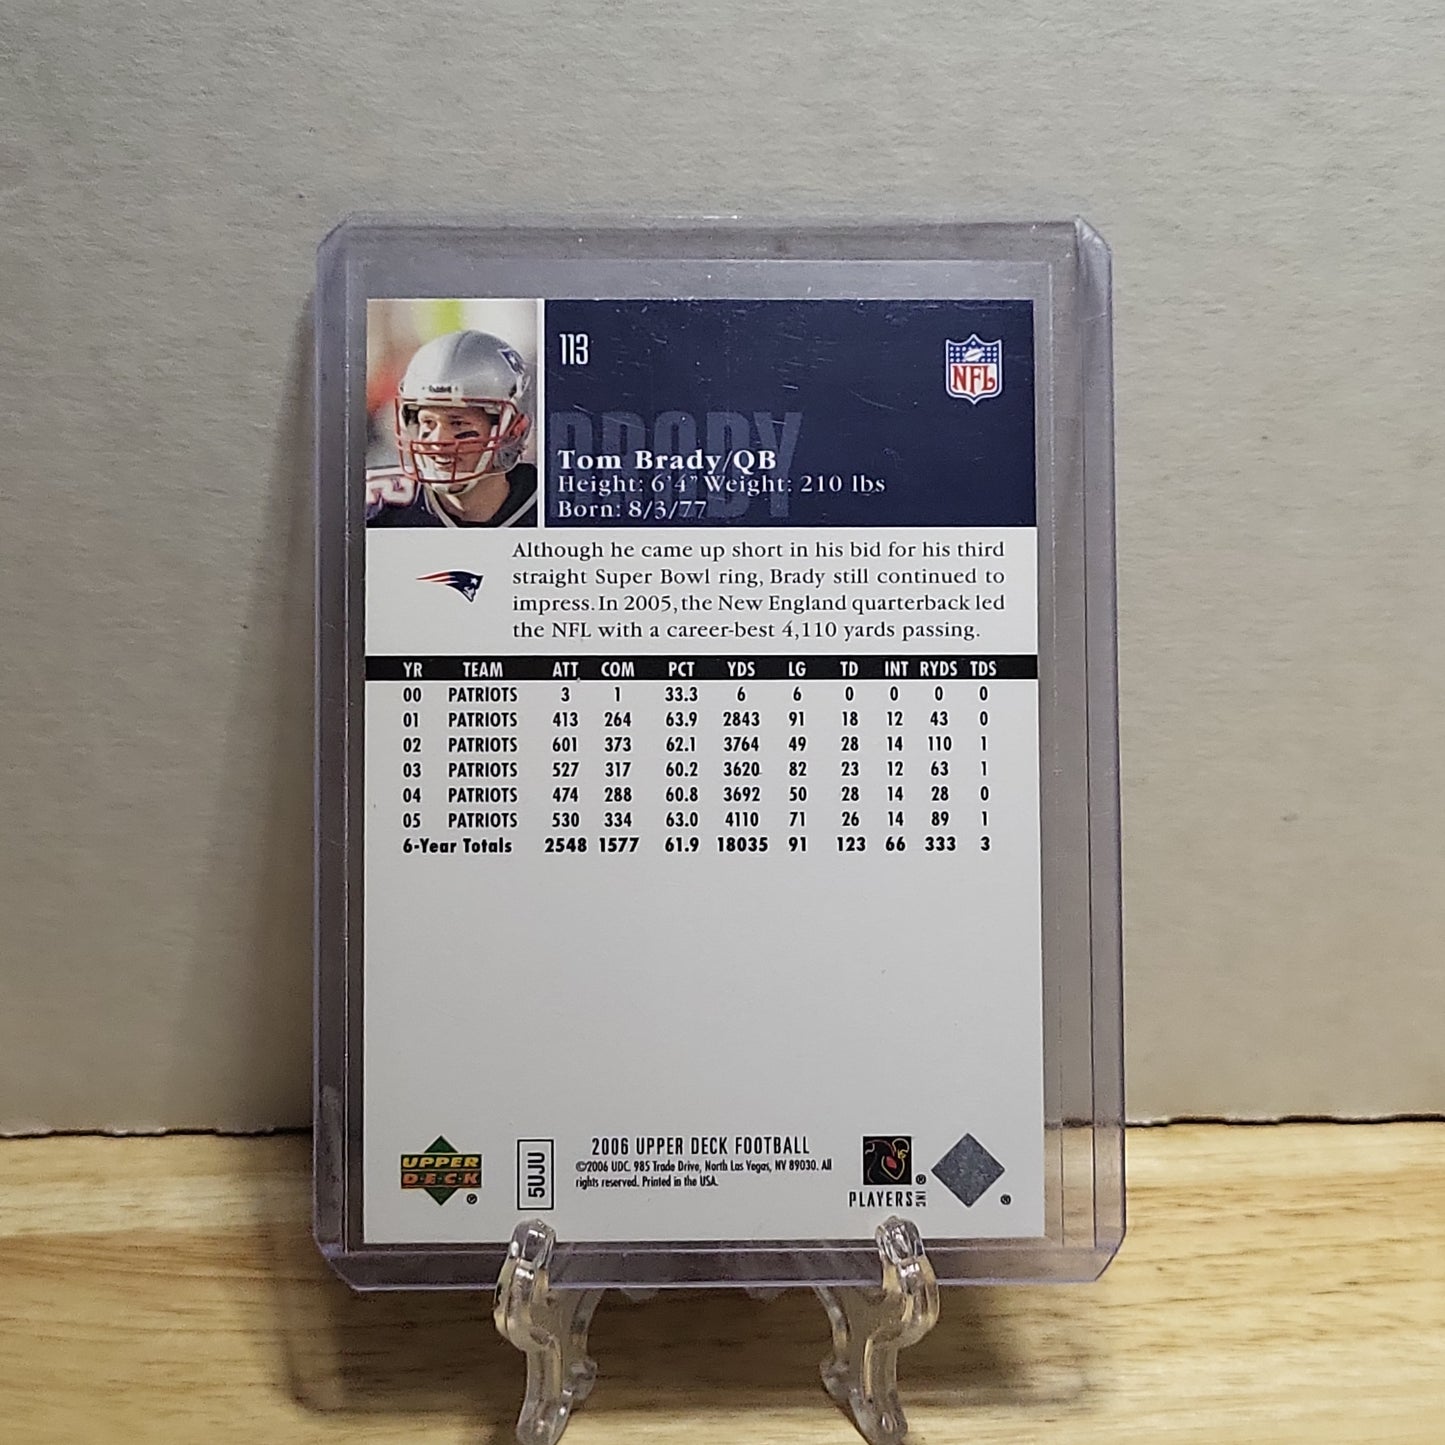 113
NFL
BRADY
Tom Brady/QB
Height: 6'4" Weight: 210 lbs
Born: 8/3/77
Although he came up short in his bid for his third
straight Super Bowl ring, Brady still continued to
impress. In 2005, the New England quarterback led
the NFL with a career-best 4,110 yards passing.
YR TEAM ATT COM PCT YDS LG TD INT RYDS TDS
00 PATRIOTS 3 1 33.3 6 6 0 0 0 0
01 PATRIOTS 413 264 63.9 2843 91 18 12 43 0
02 PATRIOTS 601 373 62.1 3764 49 28 14 110 1
03 PATRIOTS 527 317 60.2 3620 82 23 12 63 1
04 PATRIOTS 474 288 60.8 3692 50 28 14 28 0
05 PATRIOTS 530 334 63.0 4110 71 26 14 89 1
6-Year Totals 2548 1577 61.9 18035 91 123 66 333 3
UPPER
DECK
5UJU
2006 UPPER DECK FOOTBALL
©2006 UDC. 985 Trade Drive, North Las Vegas, NV 89030. All
rights reserved. Printed in the USA.
PLAYERS INC